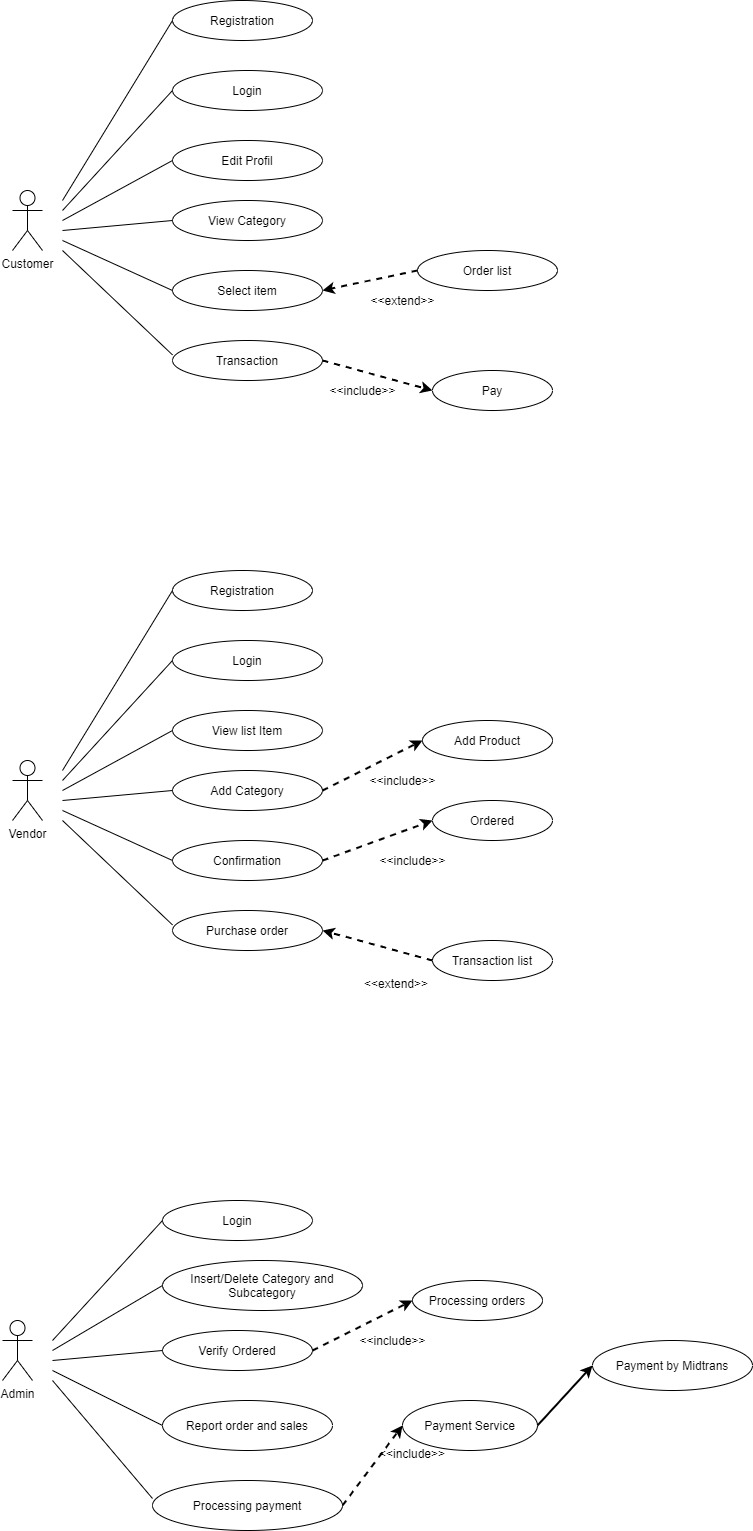 Registration
Login
Edit Profil
View Category
Customer
Order list
Select item
<<extend>>
Transaction
<<include>>
Pay
Registration
Login
View list Item
Add Product
<<include>>
Add Category
Ordered
Vendor
Confirmation
<<include>>
Purchase order
Transaction list
<<extend>>
Login
Insert/Delete Category and
Subcategory
Processing orders
<<include>>
Verify Ordered
Payment by Midtrans
Admin
Report order and sales
Payment Service
<<include>>
Processing payment